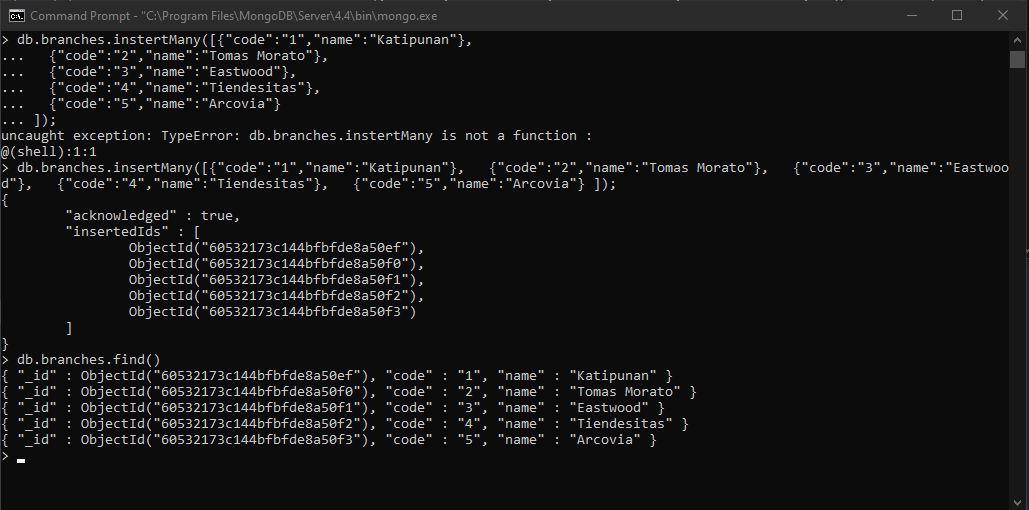 Command Prompt - "C:\Program Files\MongoDB\Server\4.4\bin\mongo.exe
> db.branches.instertMany([{"code":"1","name":"Katipunan"},
...   {"code":"2","name":"Tomas Morato"},
...   {"code":"3","name":"Eastwood"},
...   {"code":"4","name":"Tiendesitas"},
...   {"code":"5","name":"Arcovia"}
... ]);
uncaught exception: TypeError: db.branches.instertMany is not a function :
@(shell):1:1
> db.branches.insertMany([{"code":"1","name":"Katipunan"},   {"code":"2","name":"Tomas Morato"},   {"code":"3","name":"Eastwoo
d"},   {"code":"4","name":"Tiendesitas"},   {"code":"5","name":"Arcovia"} ]);
{
        "acknowledged" : true,
        "insertedIds" : [
                ObjectId("60532173c144bfbfde8a50ef"),
                ObjectId("60532173c144bfbfde8a50f0"),
                ObjectId("60532173c144bfbfde8a50f1"),
                ObjectId("60532173c144bfbfde8a50f2"),
                ObjectId("60532173c144bfbfde8a50f3")
        ]
}
> db.branches.find()
{ "_id" : ObjectId("60532173c144bfbfde8a50ef"), "code" : "1", "name" : "Katipunan" }
{ "_id" : ObjectId("60532173c144bfbfde8a50f0"), "code" : "2", "name" : "Tomas Morato" }
{ "_id" : ObjectId("60532173c144bfbfde8a50f1"), "code" : "3", "name" : "Eastwood" }
{ "_id" : ObjectId("60532173c144bfbfde8a50f2"), "code" : "4", "name" : "Tiendesitas" }
{ "_id" : ObjectId("60532173c144bfbfde8a50f3"), "code" : "5", "name" : "Arcovia" }
>